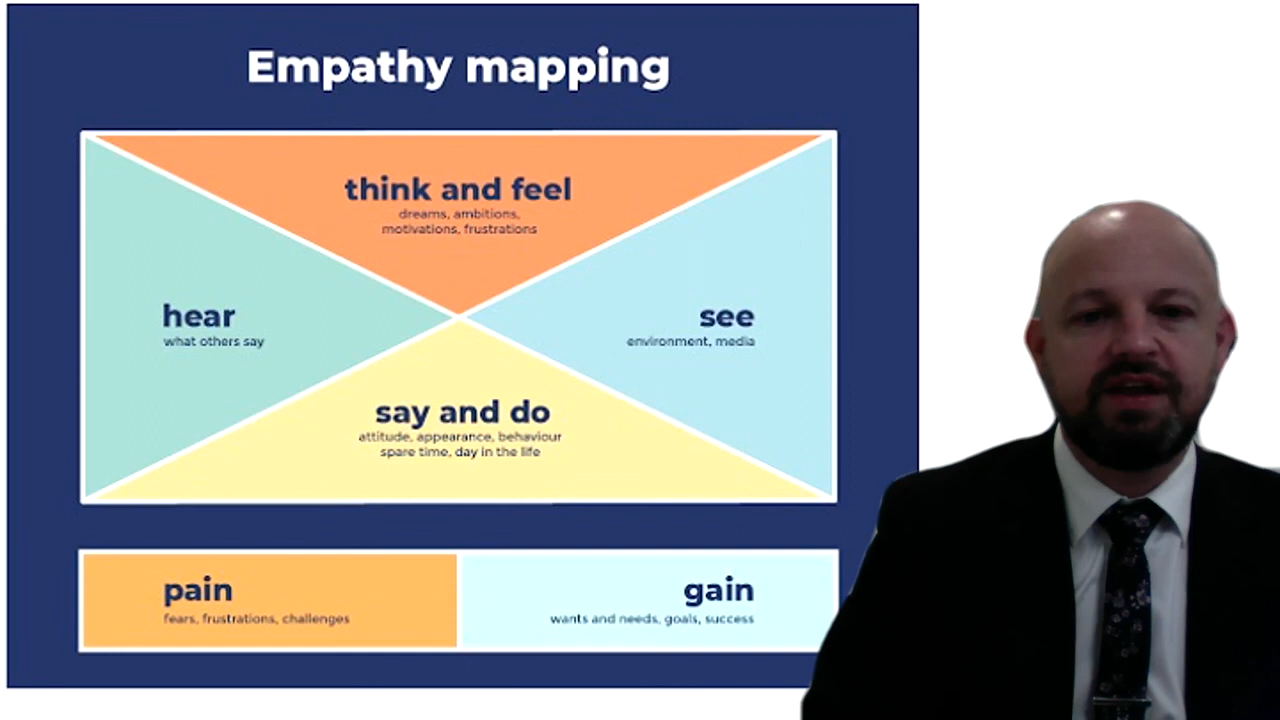 Empathy mapping
think and feel
dreams, ambitions,
motivations, frustrations
hear
what others say
see
environment, media
say and do
attitude, appearance, behaviour
spare time, day in the life
pain
fears, frustrations, challenges
gain
wants and needs, goals, success